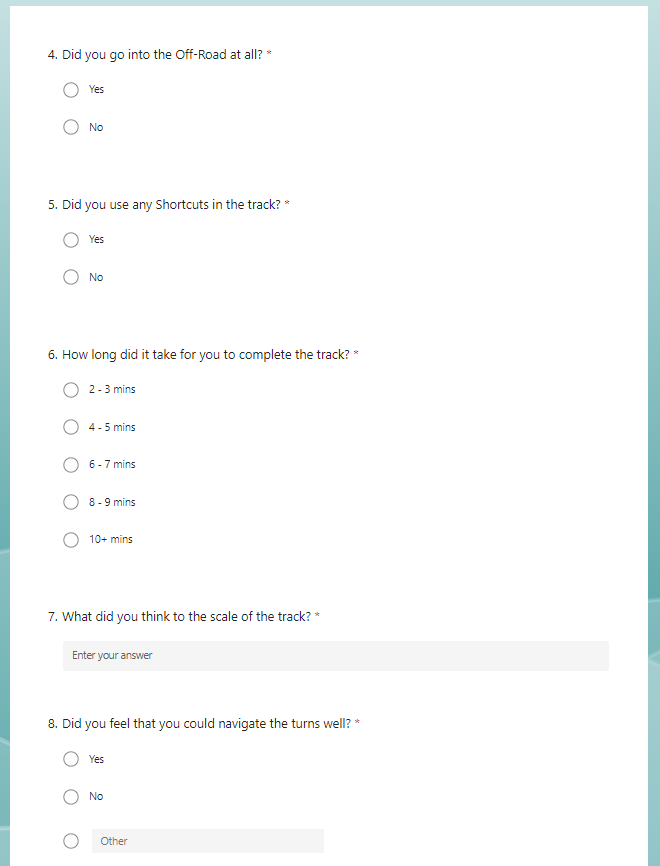 4. Did you go into the Off-Road at all? *
Yes
No
5. Did you use any Shortcuts in the track? *
Yes
No
6. How long did it take for you to complete the track? *
2 - 3 mins
4 - 5 mins
6 - 7 mins
8 - 9 mins
10+ mins
7. What did you think to the scale of the track? *
Enter your answer
8. Did you feel that you could navigate the turns well? *
Yes
No
Other